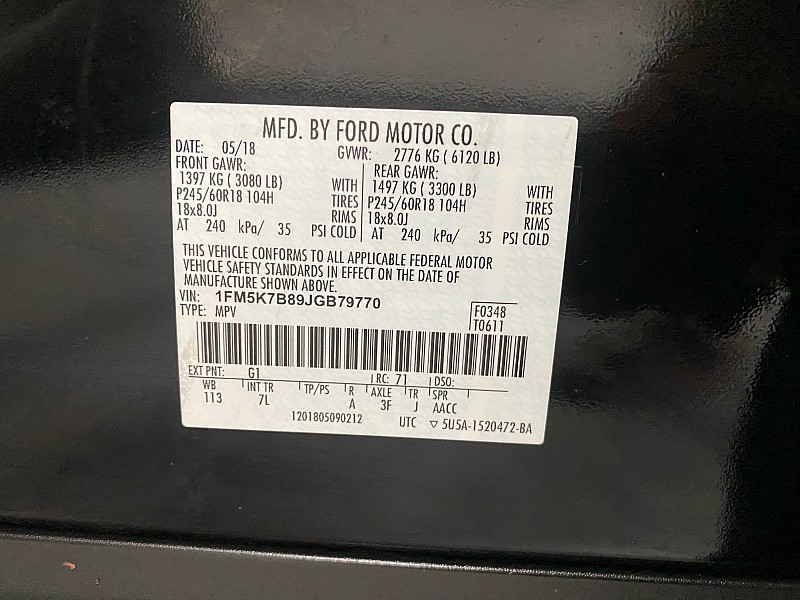 MFD. BY FORD MOTOR CO.
DATE: 05/18 GVWR: 2776 KG ( 6120 LB)
FRONT GAWR: REAR GAWR:
1397 KG ( 3080 LB) WITH 1497 KG ( 3300 LB) WITH
P245/60R18 104H TIRES P245/60R18 104H TIRES
18x8.0J RIMS 18x8.0J RIMS
AT 240 kPa/ 35 PSI COLD AT 240 kPa/ 35 PSI COLD
THIS VEHICLE CONFORMS TO ALL APPLICABLE FEDERAL MOTOR
VEHICLE SAFETY STANDARDS IN EFFECT ON THE DATE OF
MANUFACTURE SHOWN ABOVE.
VIN: 1FM5K7B89JGB79770 F0348
TYPE: MPV T0611
EXT PNT: G1 RC: 71 DSO:
WB INT TR TP/PS R AXLE TR SPR
113 7L A 3F J AACC
1201805090212 UTC ▽ 5U5A-1520472-BA